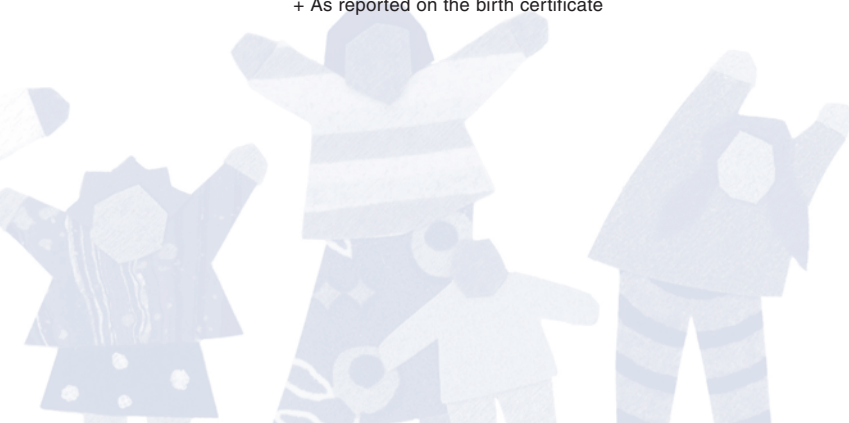 + As reported on the birth certificate